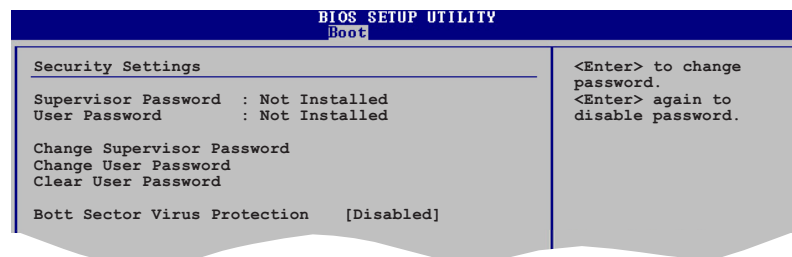 BIOS SETUP UTILITY
Boot
Security Settings
Supervisor Password : Not Installed
User Password : Not Installed
Change Supervisor Password
Change User Password
Clear User Password
Bott Sector Virus Protection [Disabled]
<Enter> to change
password.
<Enter> again to
disable password.